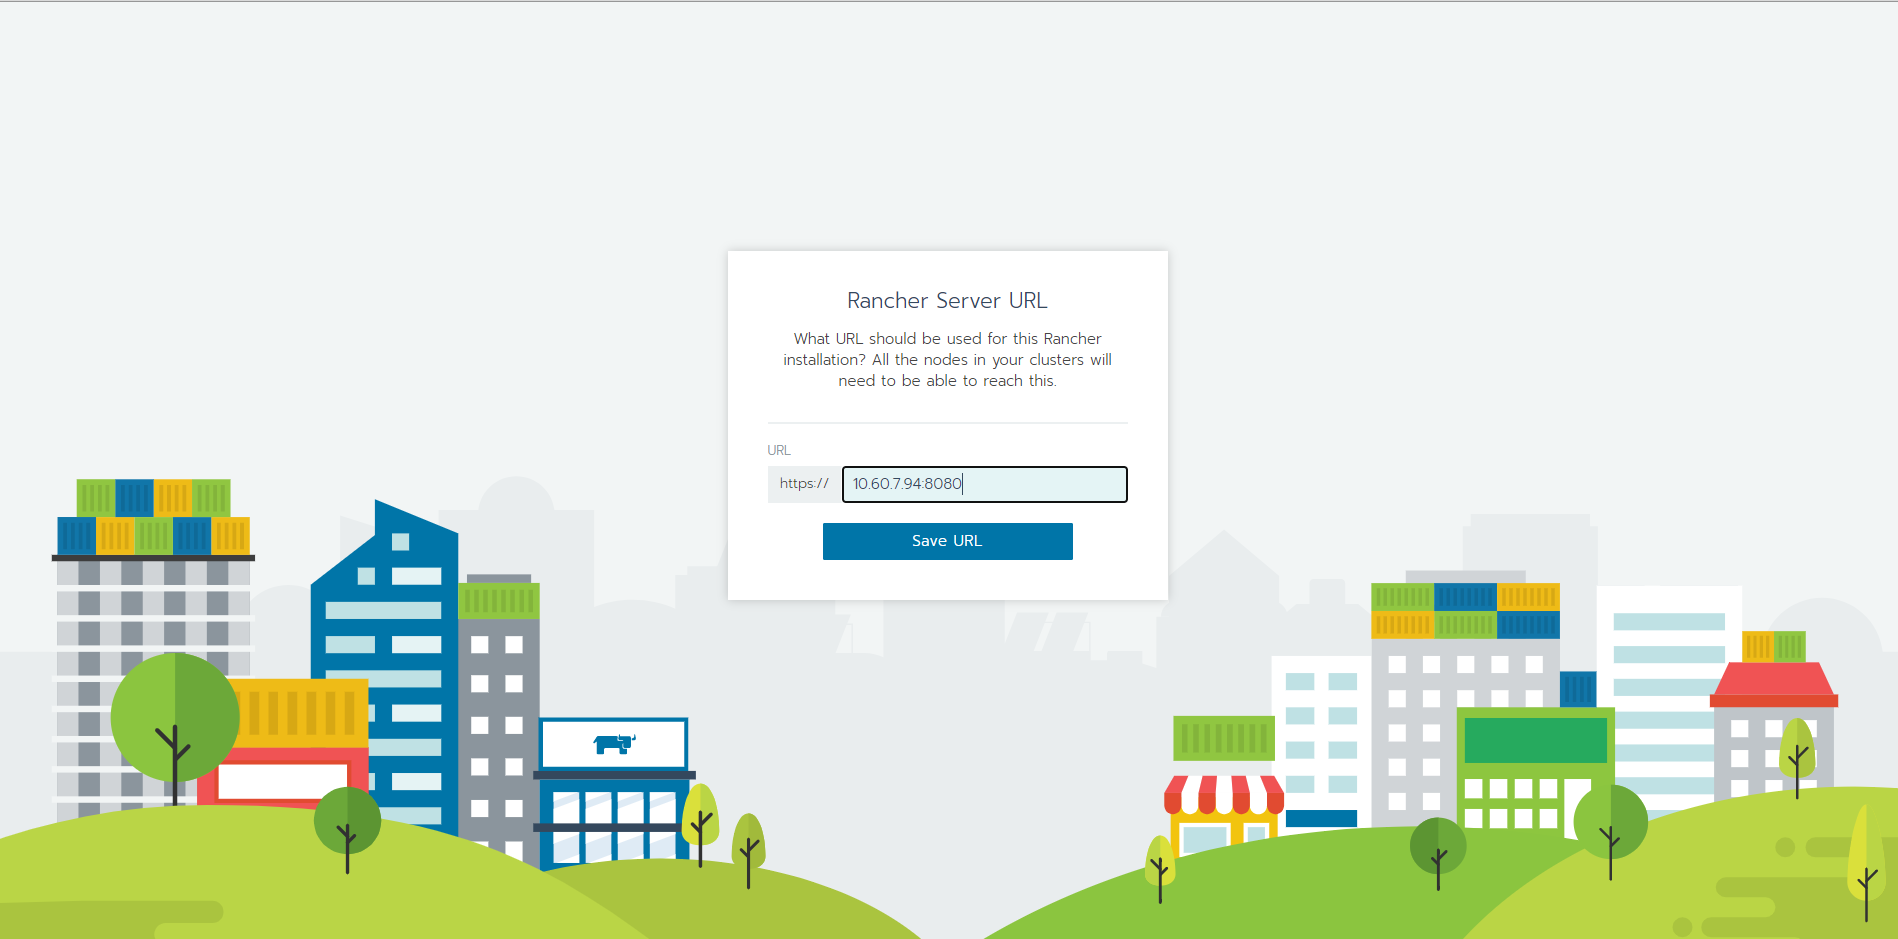 Rancher Server URL
What URL should be used for this Rancher
installation? All the nodes in your clusters will
need to be able to reach this.
URL
https:// 10.60.7.94:8080
Save URL